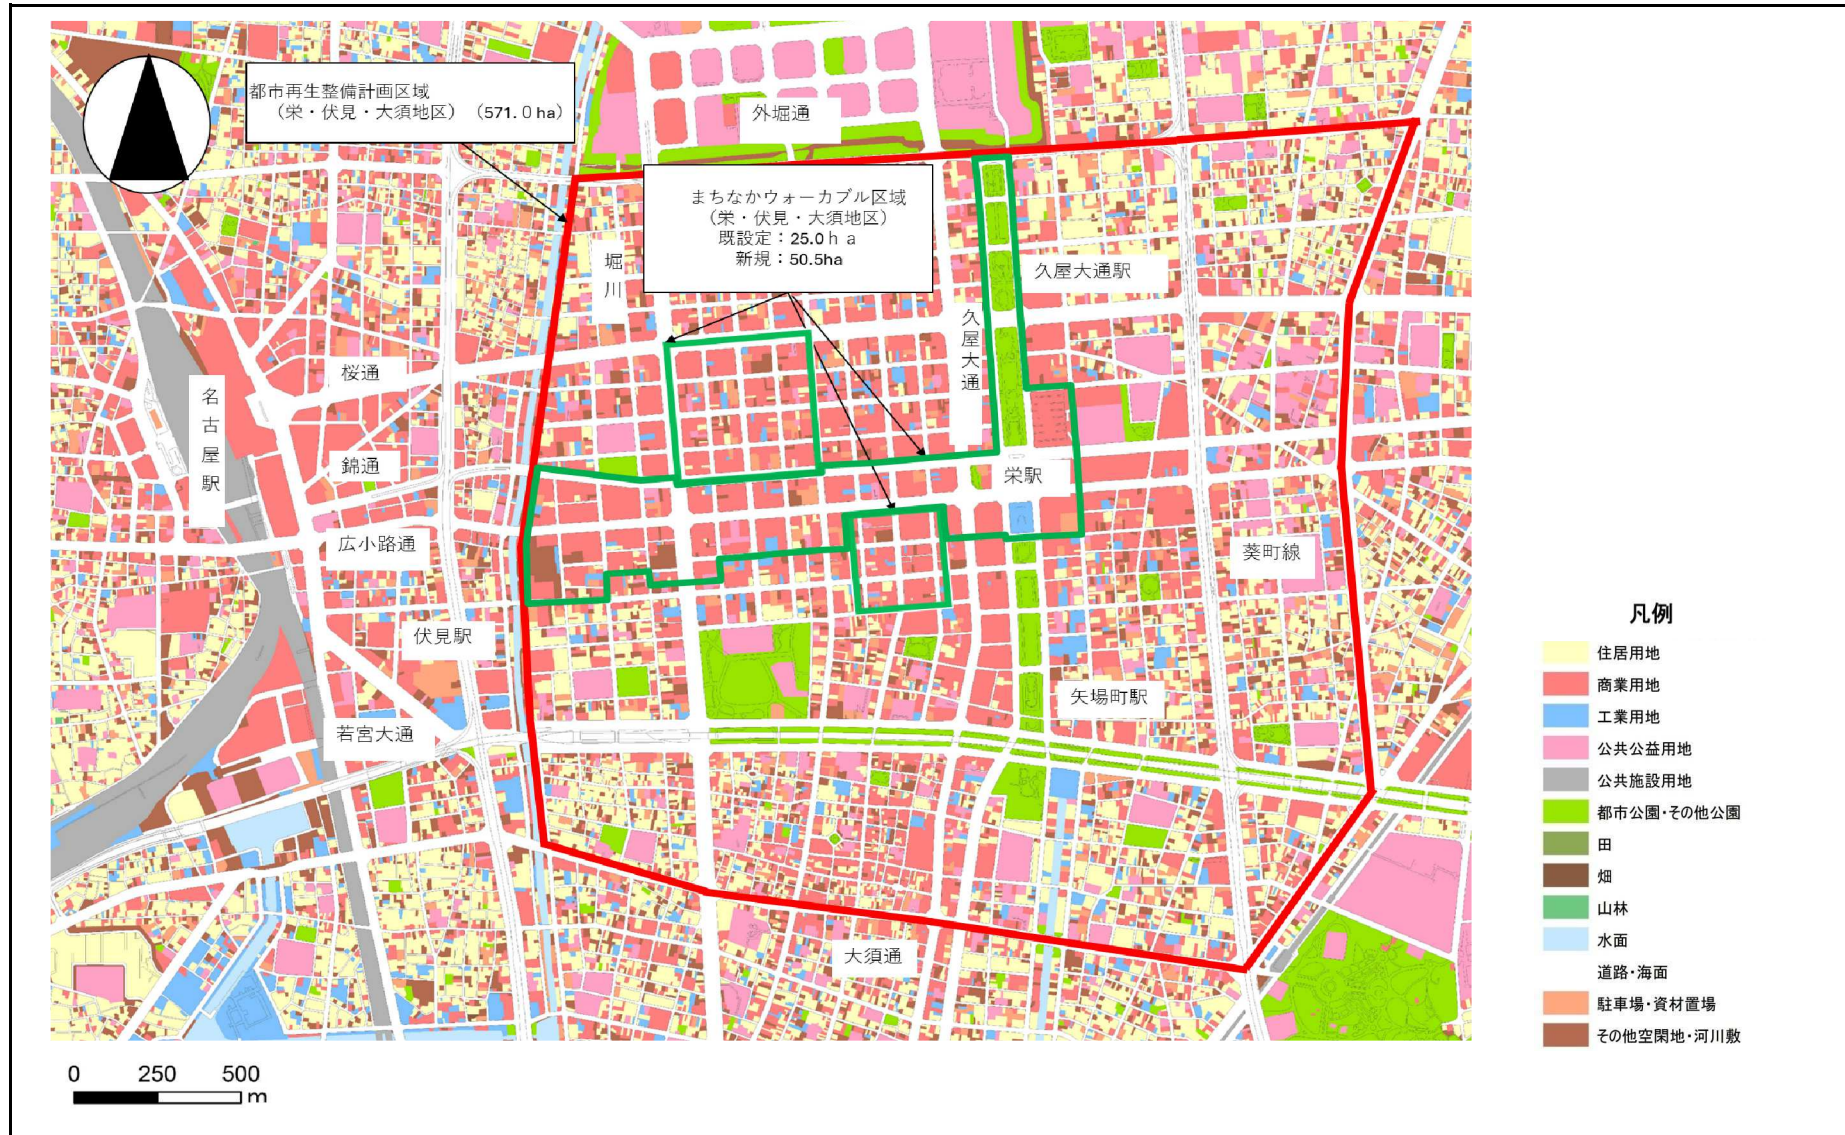 都市再生整備計画区域
（栄・伏見・大須地区）（571.0 ha）
外堀通
まちなかウォーカブル区域
（栄・伏見・大須地区）
既設定：25.0ｈａ
新規：50.5ha
堀川
久屋大通駅
久屋大通
桜通
名古屋駅
錦通
栄駅
広小路通
葵町線
伏見駅
矢場町駅
若宮大通
大須通
凡例
住居用地
商業用地
工業用地
公共公益用地
公共施設用地
都市公園・その他公園
田
畑
山林
水面
道路・海面
駐車場・資材置場
その他空閑地・河川敷
0 250 500
m